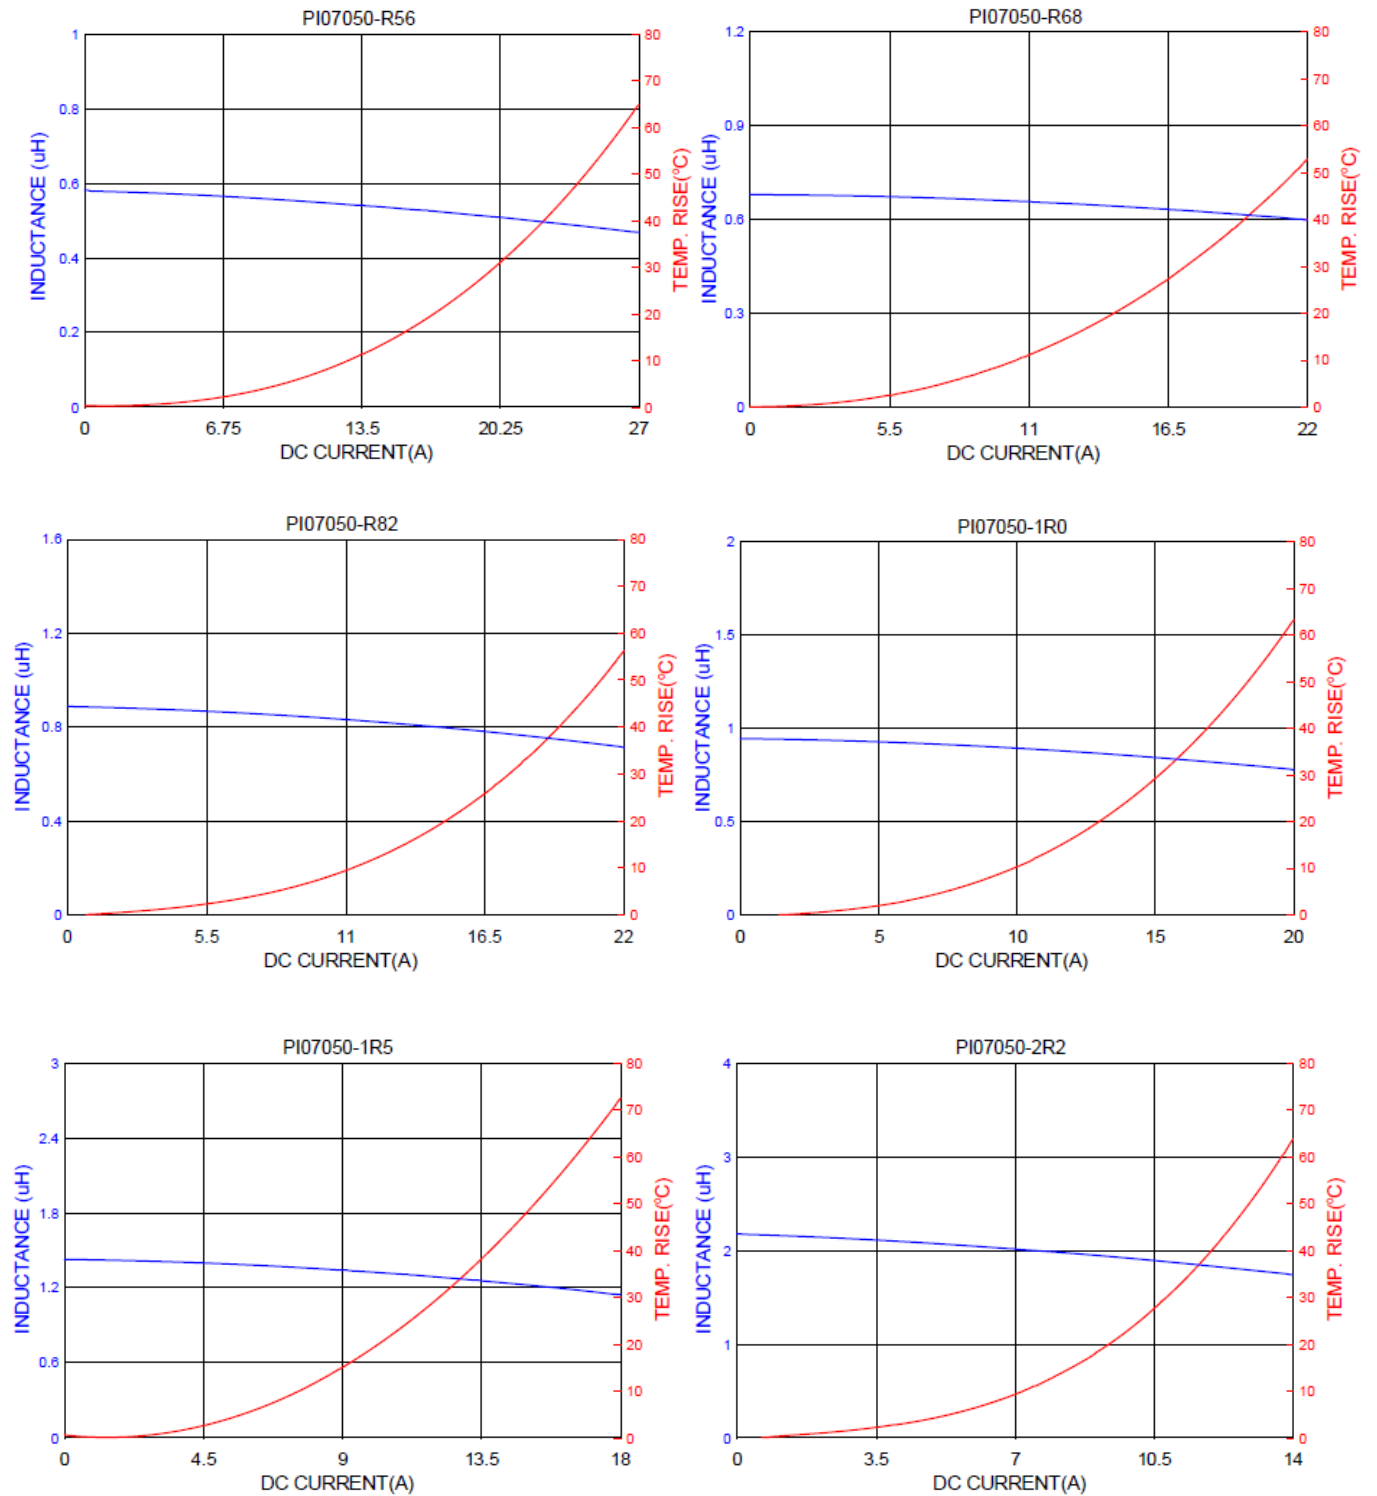 PI07050-R56
1
0.8
0.6
0.4
0.2
0
INDUCTANCE (uH)
80
70
60
50
40
30
20
10
0
TEMP. RISE(ºC)
0 6.75 13.5 20.25 27
DC CURRENT(A)
PI07050-R68
1.2
0.9
0.6
0.3
0
INDUCTANCE (uH)
80
70
60
50
40
30
20
10
0
TEMP. RISE(ºC)
0 5.5 11 16.5 22
DC CURRENT(A)
PI07050-R82
1.6
1.2
0.8
0.4
0
INDUCTANCE (uH)
80
70
60
50
40
30
20
10
0
TEMP. RISE(ºC)
0 5.5 11 16.5 22
DC CURRENT(A)
PI07050-1R0
2
1.5
1
0.5
0
INDUCTANCE (uH)
80
70
60
50
40
30
20
10
0
TEMP. RISE(ºC)
0 5 10 15 20
DC CURRENT(A)
PI07050-1R5
3
2.4
1.8
1.2
0.6
0
INDUCTANCE (uH)
80
70
60
50
40
30
20
10
0
TEMP. RISE(ºC)
0 4.5 9 13.5 18
DC CURRENT(A)
PI07050-2R2
4
3
2
1
0
INDUCTANCE (uH)
80
70
60
50
40
30
20
10
0
TEMP. RISE(ºC)
0 3.5 7 10.5 14
DC CURRENT(A)